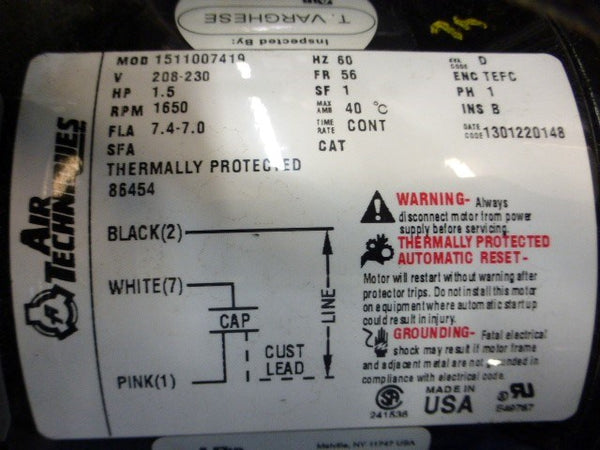 Inspected By:
T. VARGHESE
AIR
TECHNIQUES
MOD 1511007419
V 208-230
HP 1.5
RPM 1650
FLA 7.4-7.0
SFA
THERMALLY PROTECTED
86454
HZ 60
FR 56
SF 1
MAX AMB 40 °C
TIME RATE CONT
CAT
CODE D
ENC TEFC
PH 1
INS B
DATE CODE 1301220148
BLACK(2)
WHITE(7)
CAP
PINK(1)
CUST
LEAD
LINE
WARNING- Always
disconnect motor from power
supply before servicing.
THERMALLY PROTECTED
AUTOMATIC RESET-
Motor will restart without warning after
protector trips. Do not install this motor
on equipment where automatic startup
could result in injury.
GROUNDING- Fatal electrical
shock may result if motor frame
and adjacent metal are not grounded in
compliance with electrical code.
MADE IN
USA
241536
Melville, NY 11747 USA